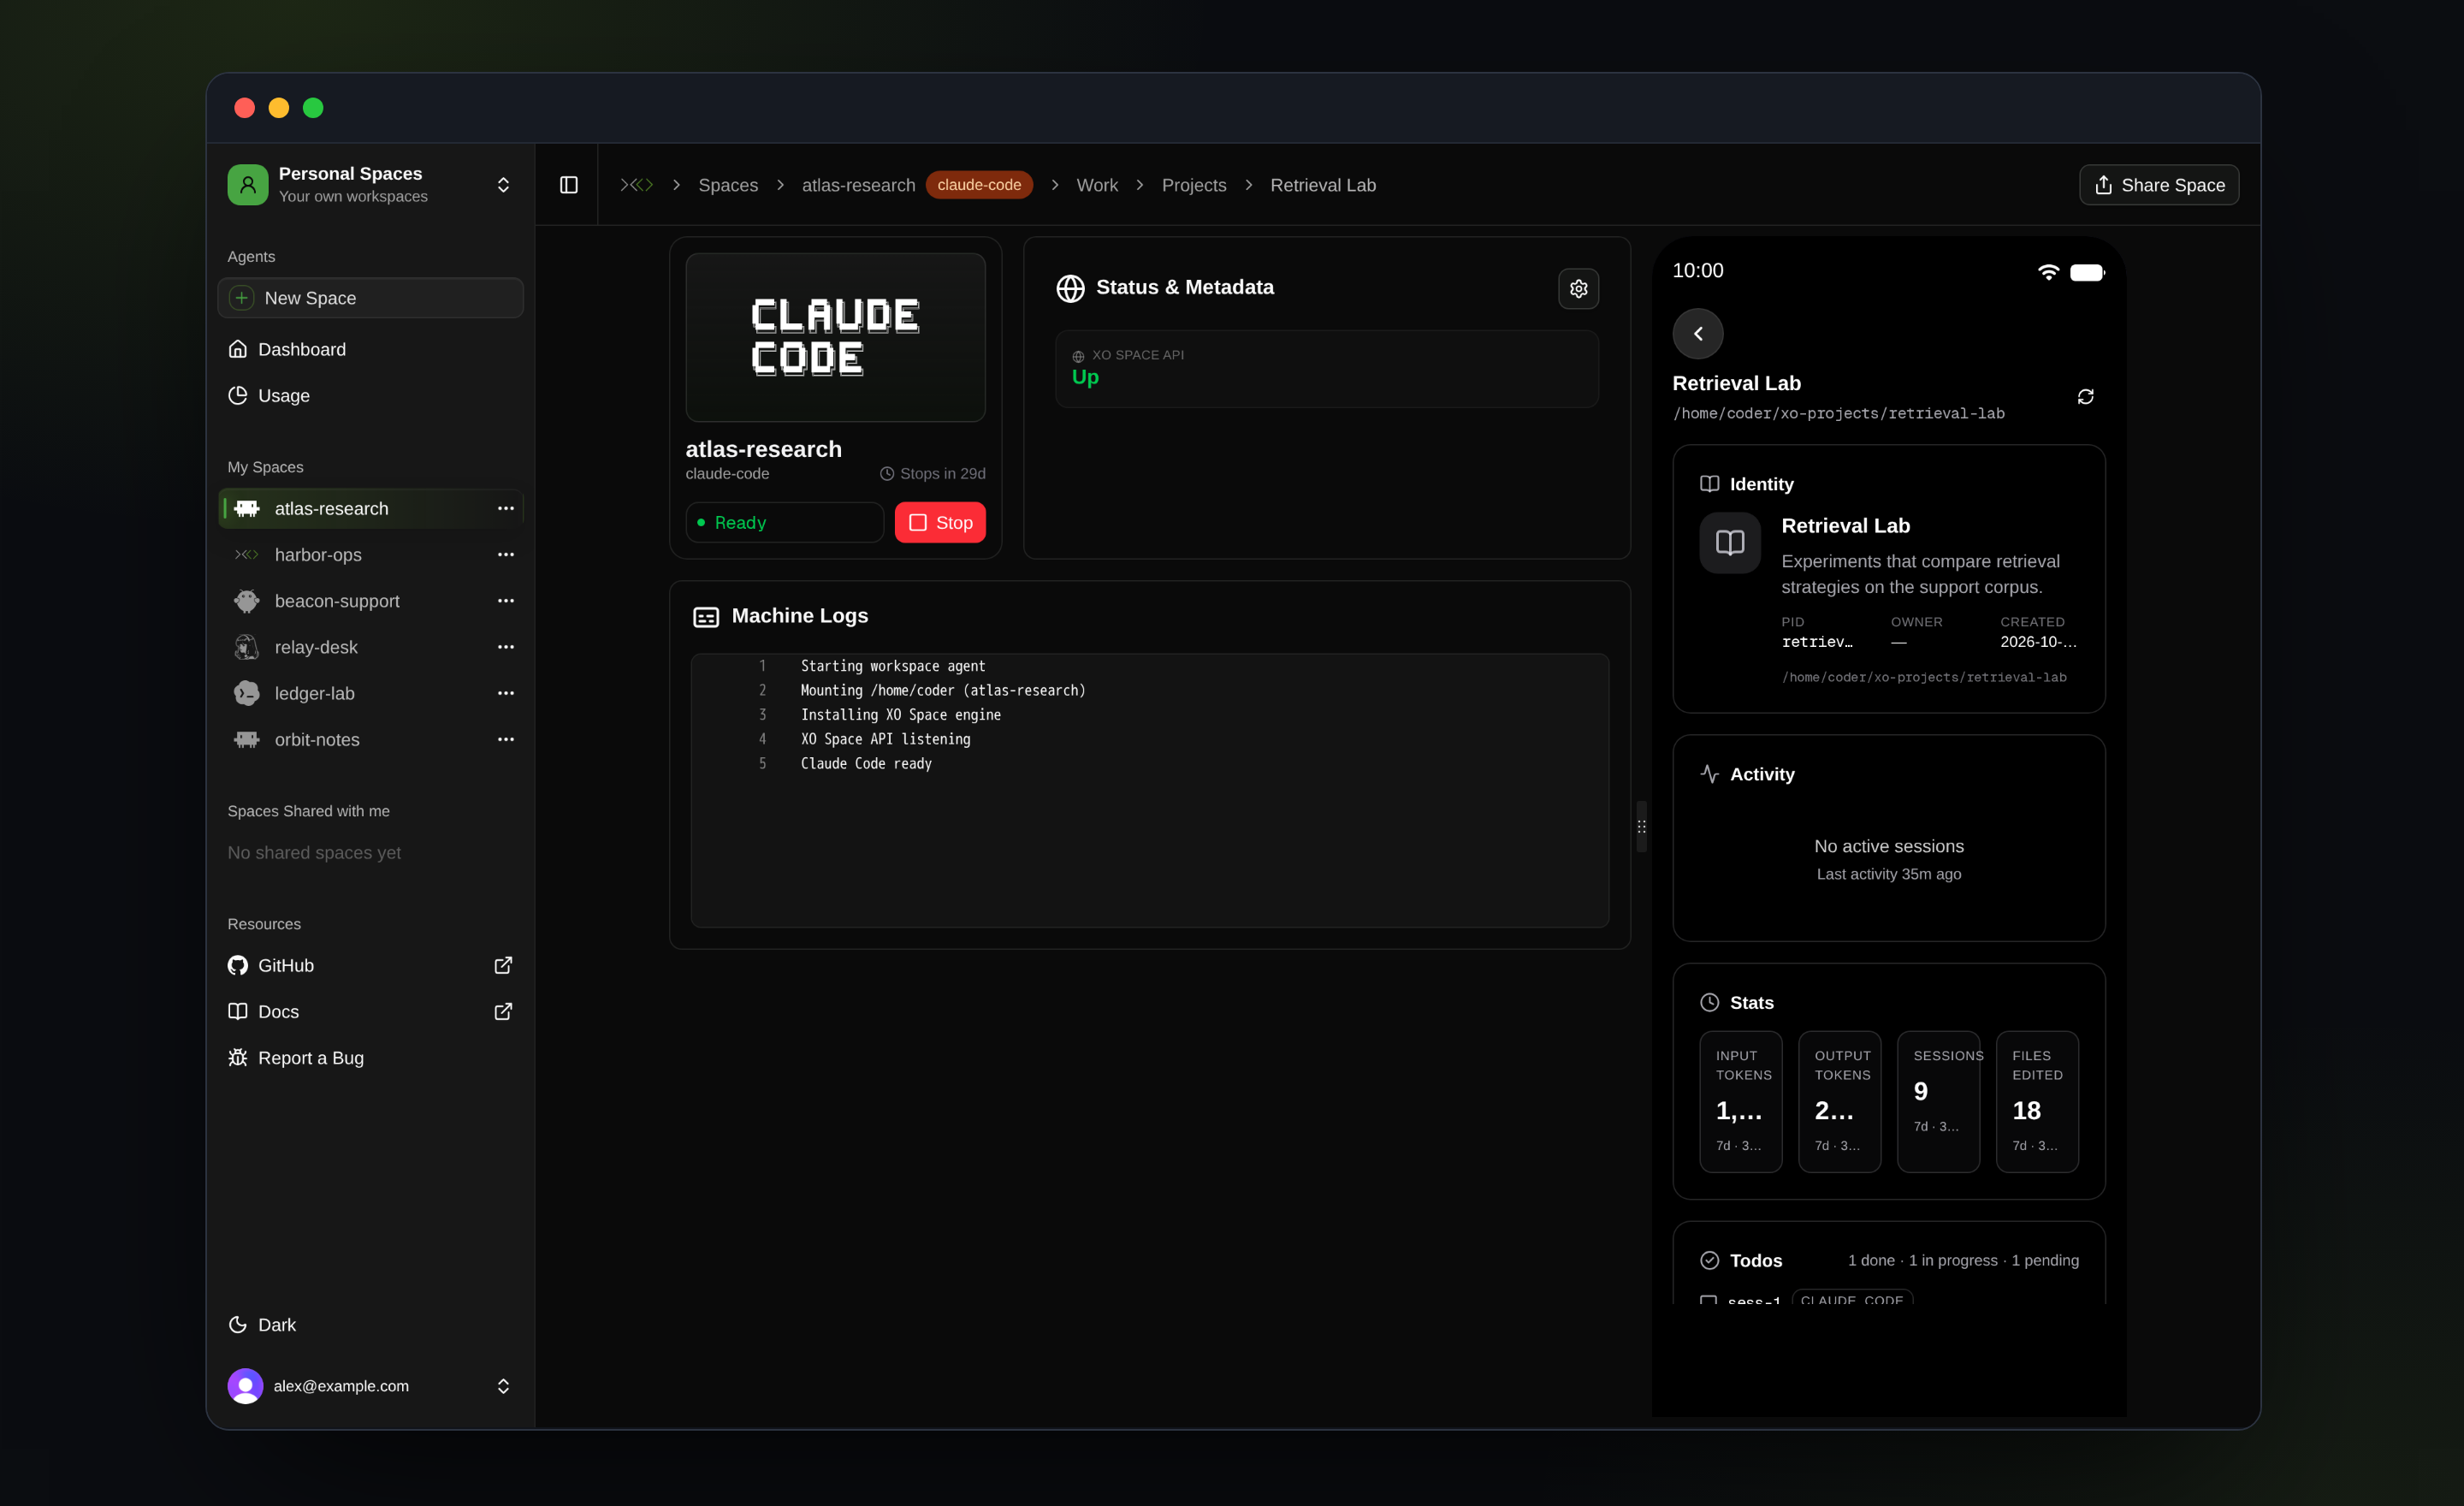 Personal Spaces
Your own workspaces
Agents
New Space
Dashboard
Usage
My Spaces
atlas-research
harbor-ops
beacon-support
relay-desk
ledger-lab
orbit-notes
Spaces Shared with me
No shared spaces yet
Resources
GitHub
Docs
Report a Bug
Dark
alex@example.com
Spaces
atlas-research
claude-code
Work
Projects
Retrieval Lab
Share Space
CLAUDE
CODE
atlas-research
claude-code
Stops in 29d
Ready
Stop
Status & Metadata
XO SPACE API
Up
Machine Logs
1 Starting workspace agent
2 Mounting /home/coder (atlas-research)
3 Installing XO Space engine
4 XO Space API listening
5 Claude Code ready
10:00
Retrieval Lab
/home/coder/xo-projects/retrieval-lab
Identity
Retrieval Lab
Experiments that compare retrieval
strategies on the support corpus.
PID OWNER CREATED
retriev… — 2026-10-…
/home/coder/xo-projects/retrieval-lab
Activity
No active sessions
Last activity 35m ago
Stats
INPUT
TOKENS
1,…
7d · 3…
OUTPUT
TOKENS
2…
7d · 3…
SESSIONS
9
7d · 3…
FILES
EDITED
18
7d · 3…
Todos
1 done · 1 in progress · 1 pending
sess-1 CLAUDE CODE